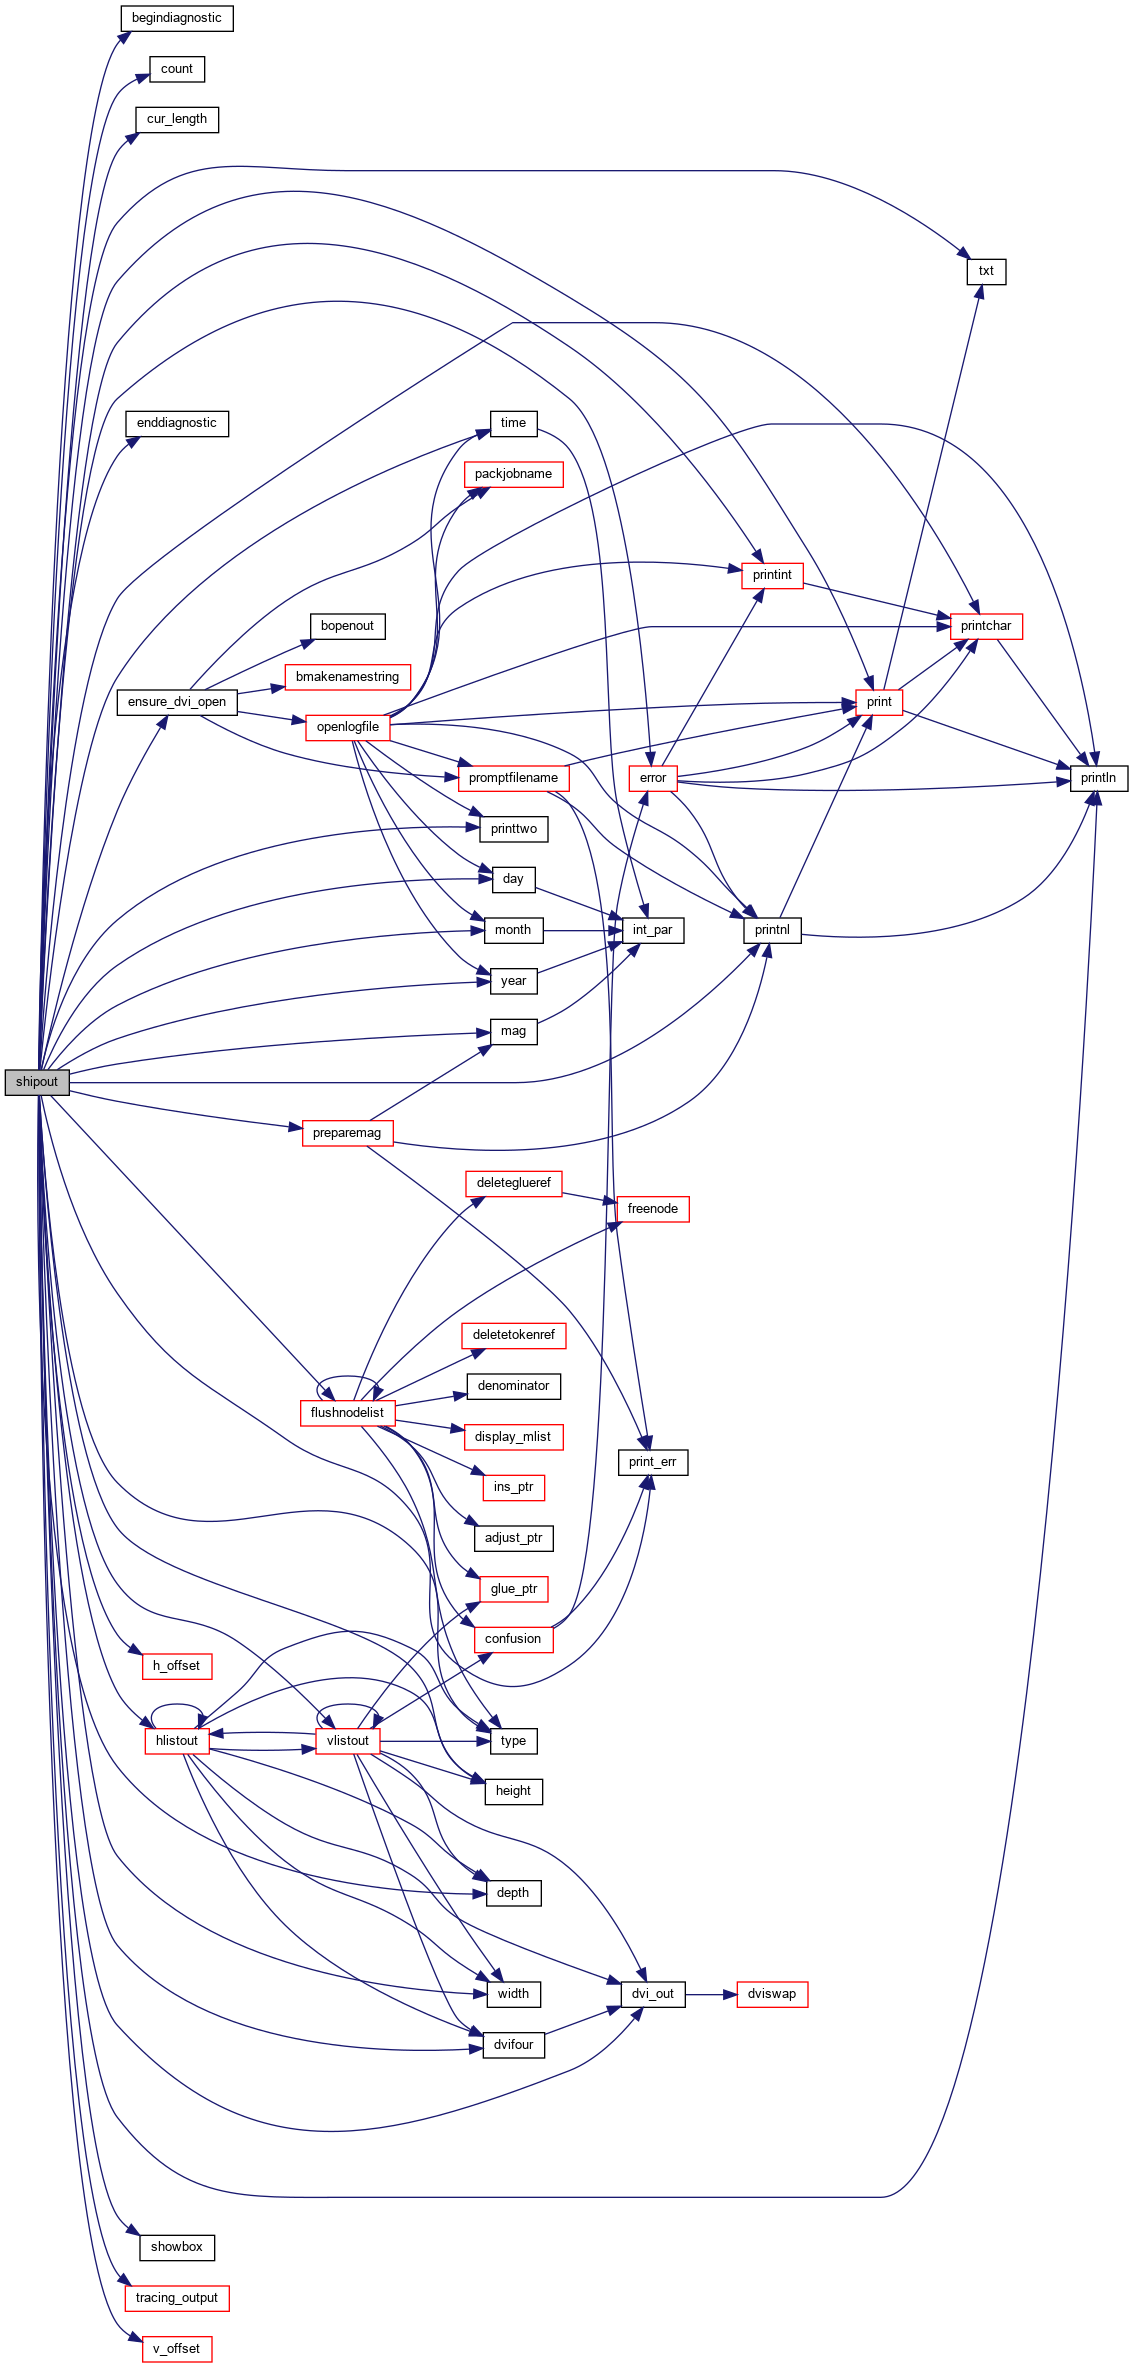 begindiagnostic
count
cur_length
txt
enddiagnostic
time
packjobname
printint
bopenout
printchar
bmakenamestring
ensure_dvi_open
print
openlogfile
promptfilename
error
println
printtwo
day
month
int_par
printnl
year
mag
shipout
preparemag
deleteglueref
freenode
deletetokenref
denominator
flushnodelist
display_mlist
print_err
ins_ptr
adjust_ptr
glue_ptr
confusion
h_offset
hlistout
vlistout
type
height
depth
width
dvi_out
dviswap
dvifour
showbox
tracing_output
v_offset